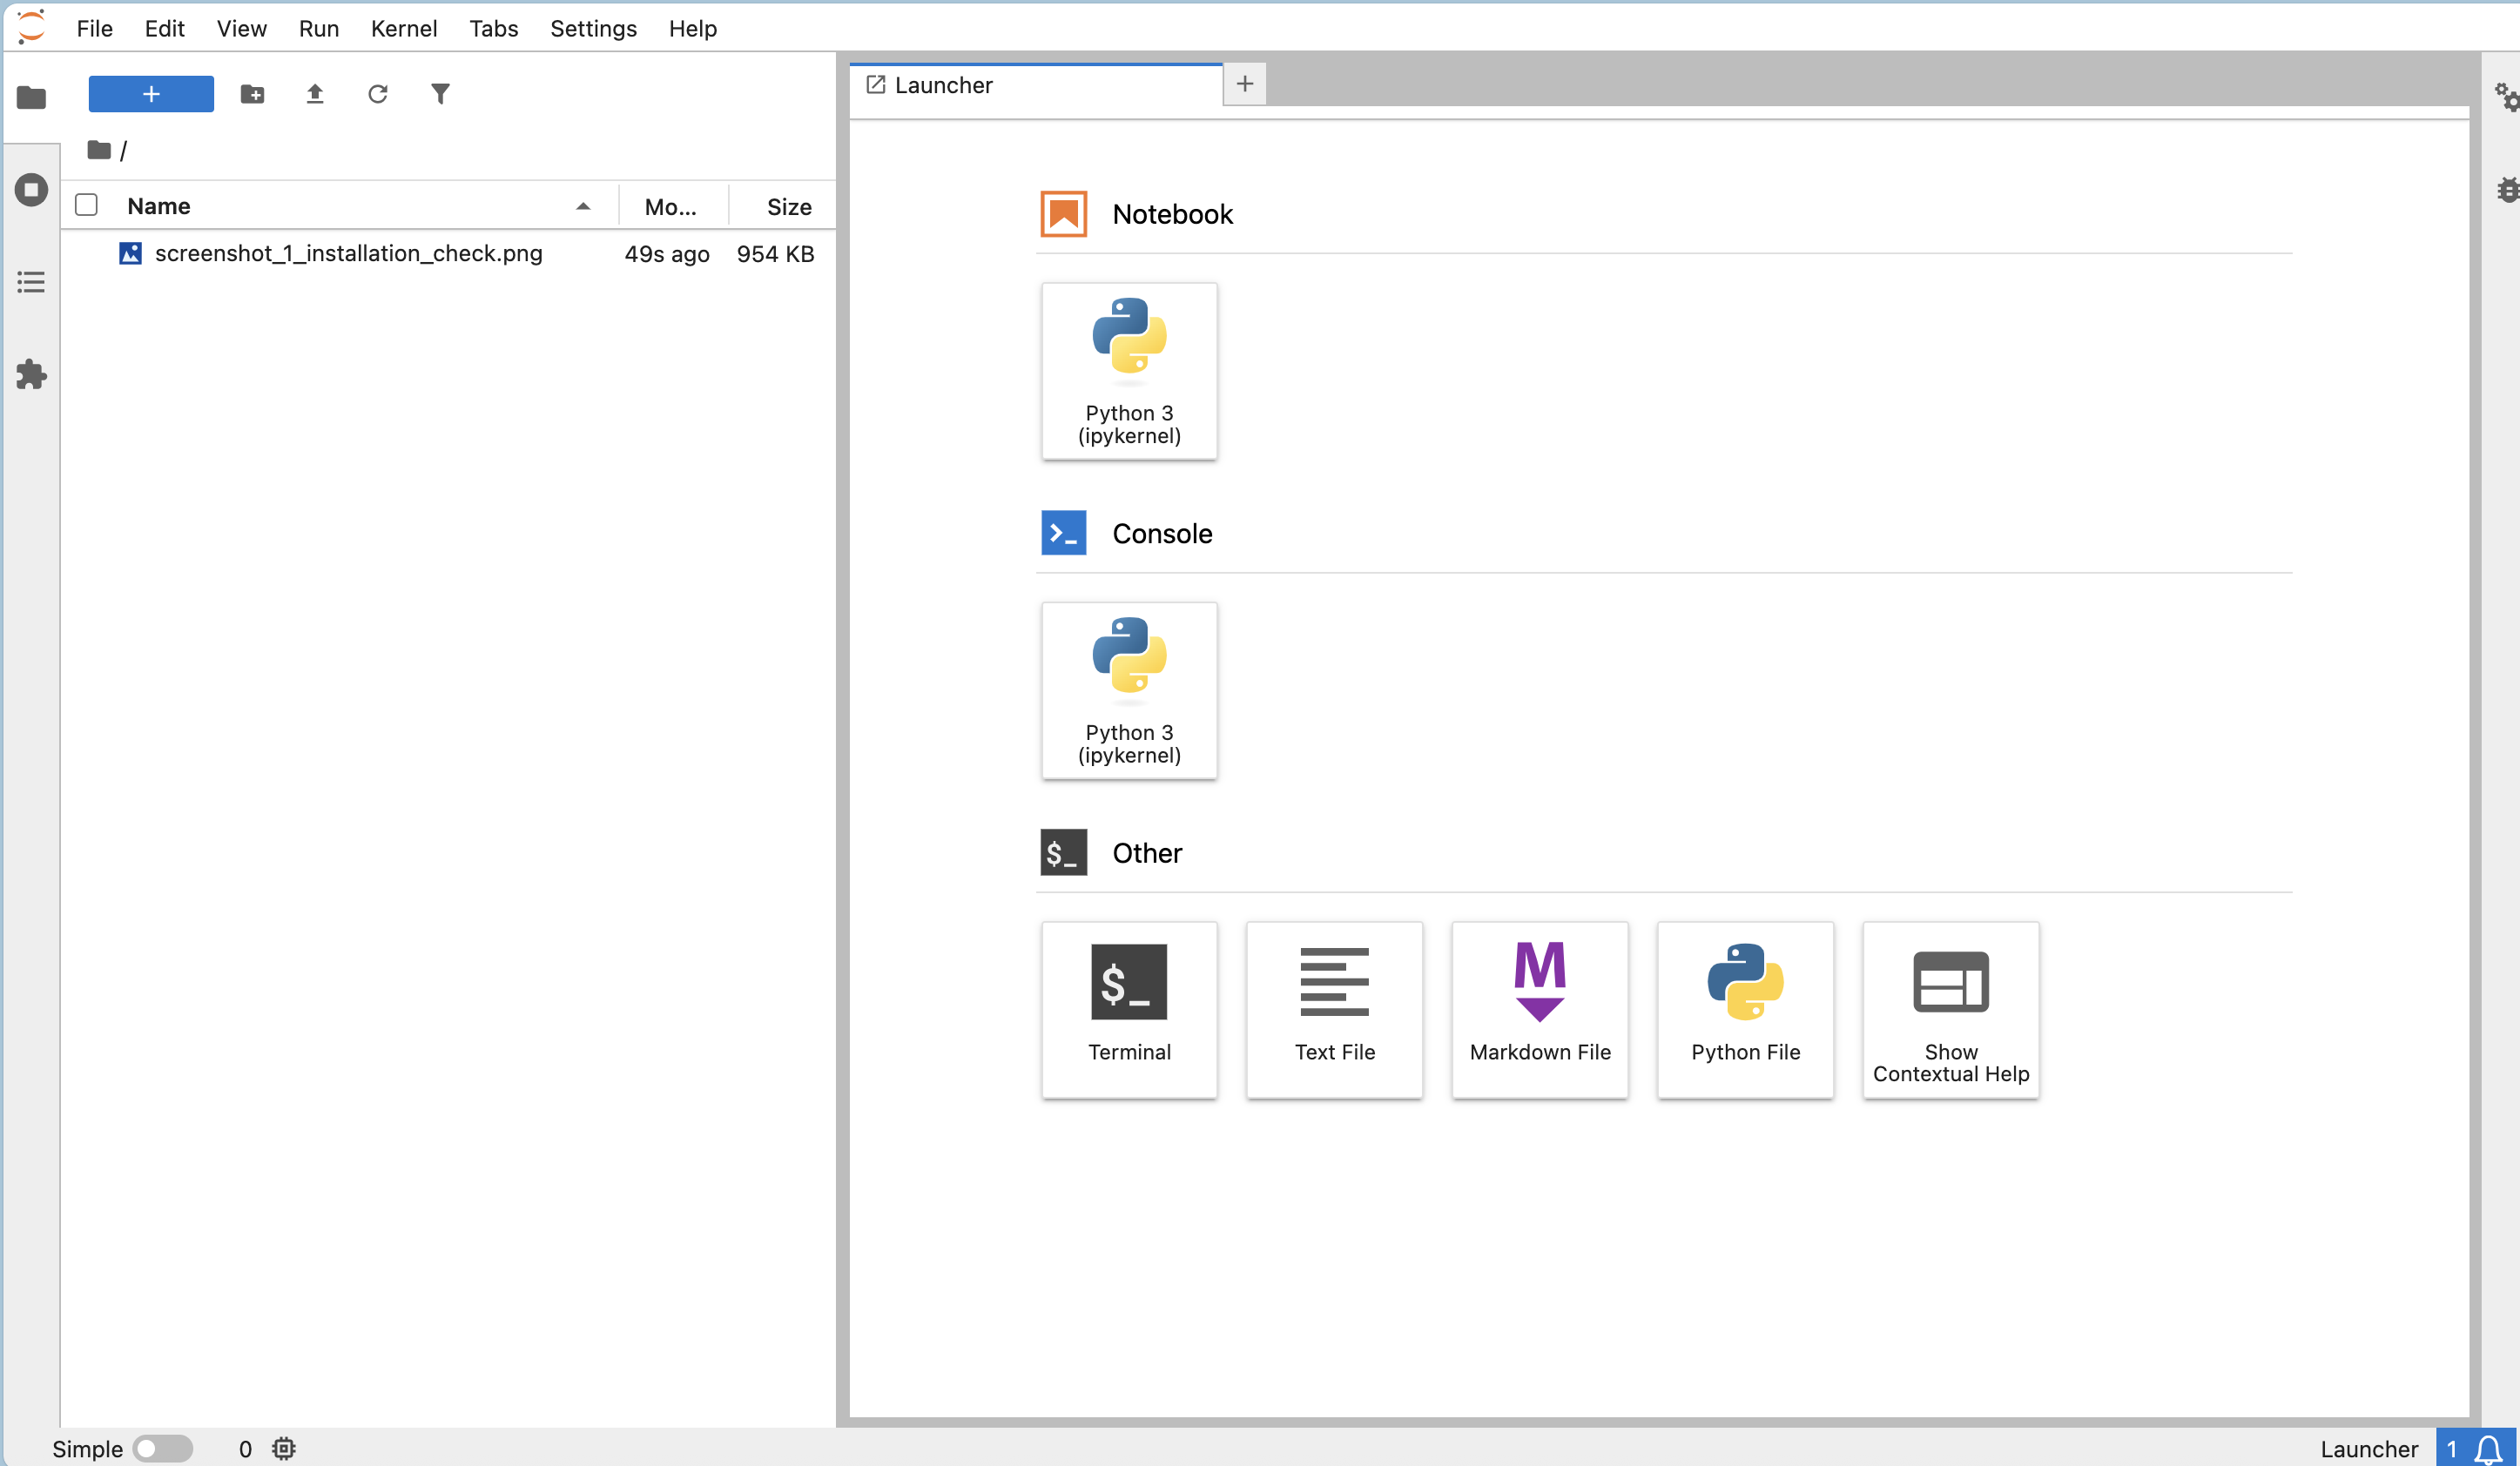 File Edit View Run Kernel Tabs Settings Help
Launcher
/
Name Mo... Size
screenshot_1_installation_check.png 49s ago 954 KB
Notebook
Python 3
(ipykernel)
Console
Python 3
(ipykernel)
$_ Other
$_
M
Terminal Text File Markdown File Python File Show
Contextual Help
Simple 0 Launcher 1